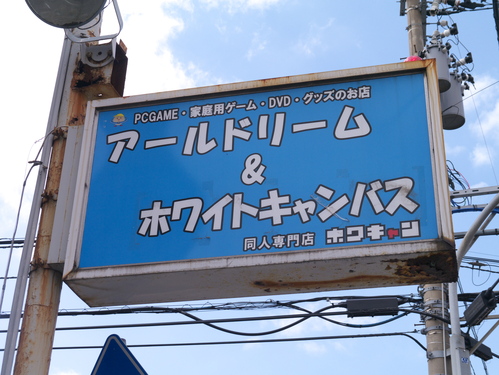 PCGAME・家庭用ゲーム・DVD・グッズのお店
アールドリーム
&
ホワイトキャンバス
同人専門店 ホワキャン